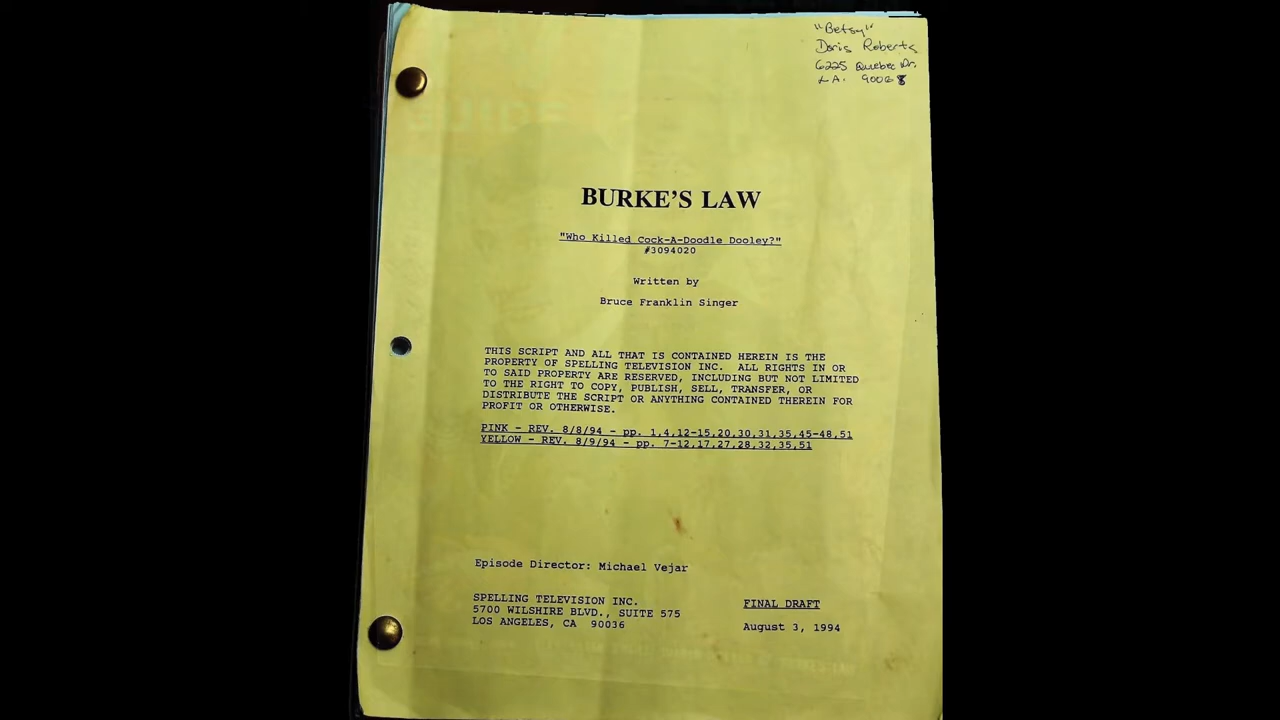 "Betsy"
Doris Roberts
6225 Quebec Dr.
LA. 90068
BURKE'S LAW
"Who Killed Cock-A-Doodle Dooley?"
#3094020
Written by
Bruce Franklin Singer
THIS SCRIPT AND ALL THAT IS CONTAINED HEREIN IS THE
PROPERTY OF SPELLING TELEVISION INC. ALL RIGHTS IN OR
TO SAID PROPERTY ARE RESERVED, INCLUDING BUT NOT LIMITED
TO THE RIGHT TO COPY, PUBLISH, SELL, TRANSFER, OR
DISTRIBUTE THE SCRIPT OR ANYTHING CONTAINED THEREIN FOR
PROFIT OR OTHERWISE.
PINK - REV. 8/8/94 - pp. 1,4,12-15,20,30,31,35,45-48,51
YELLOW - REV. 8/9/94 - pp. 7-12,17,27,28,32,35,51
Episode Director: Michael Vejar
SPELLING TELEVISION INC.
5700 WILSHIRE BLVD., SUITE 575
LOS ANGELES, CA 90036
FINAL DRAFT
August 3, 1994